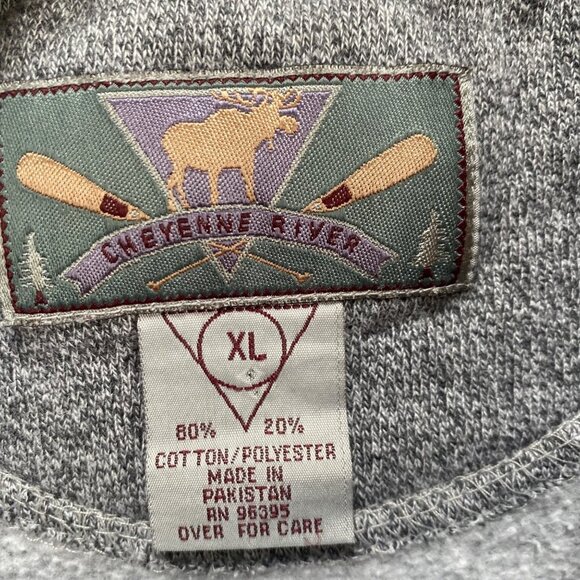 CHEYENNE RIVER
XL
80% 20%
COTTON/POLYESTER
MADE IN
PAKISTAN
RN 96395
OVER FOR CARE